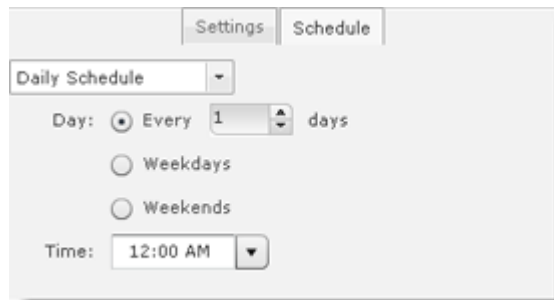 Settings Schedule
Daily Schedule
Day: Every 1 days
Weekdays
Weekends
Time: 12:00 AM